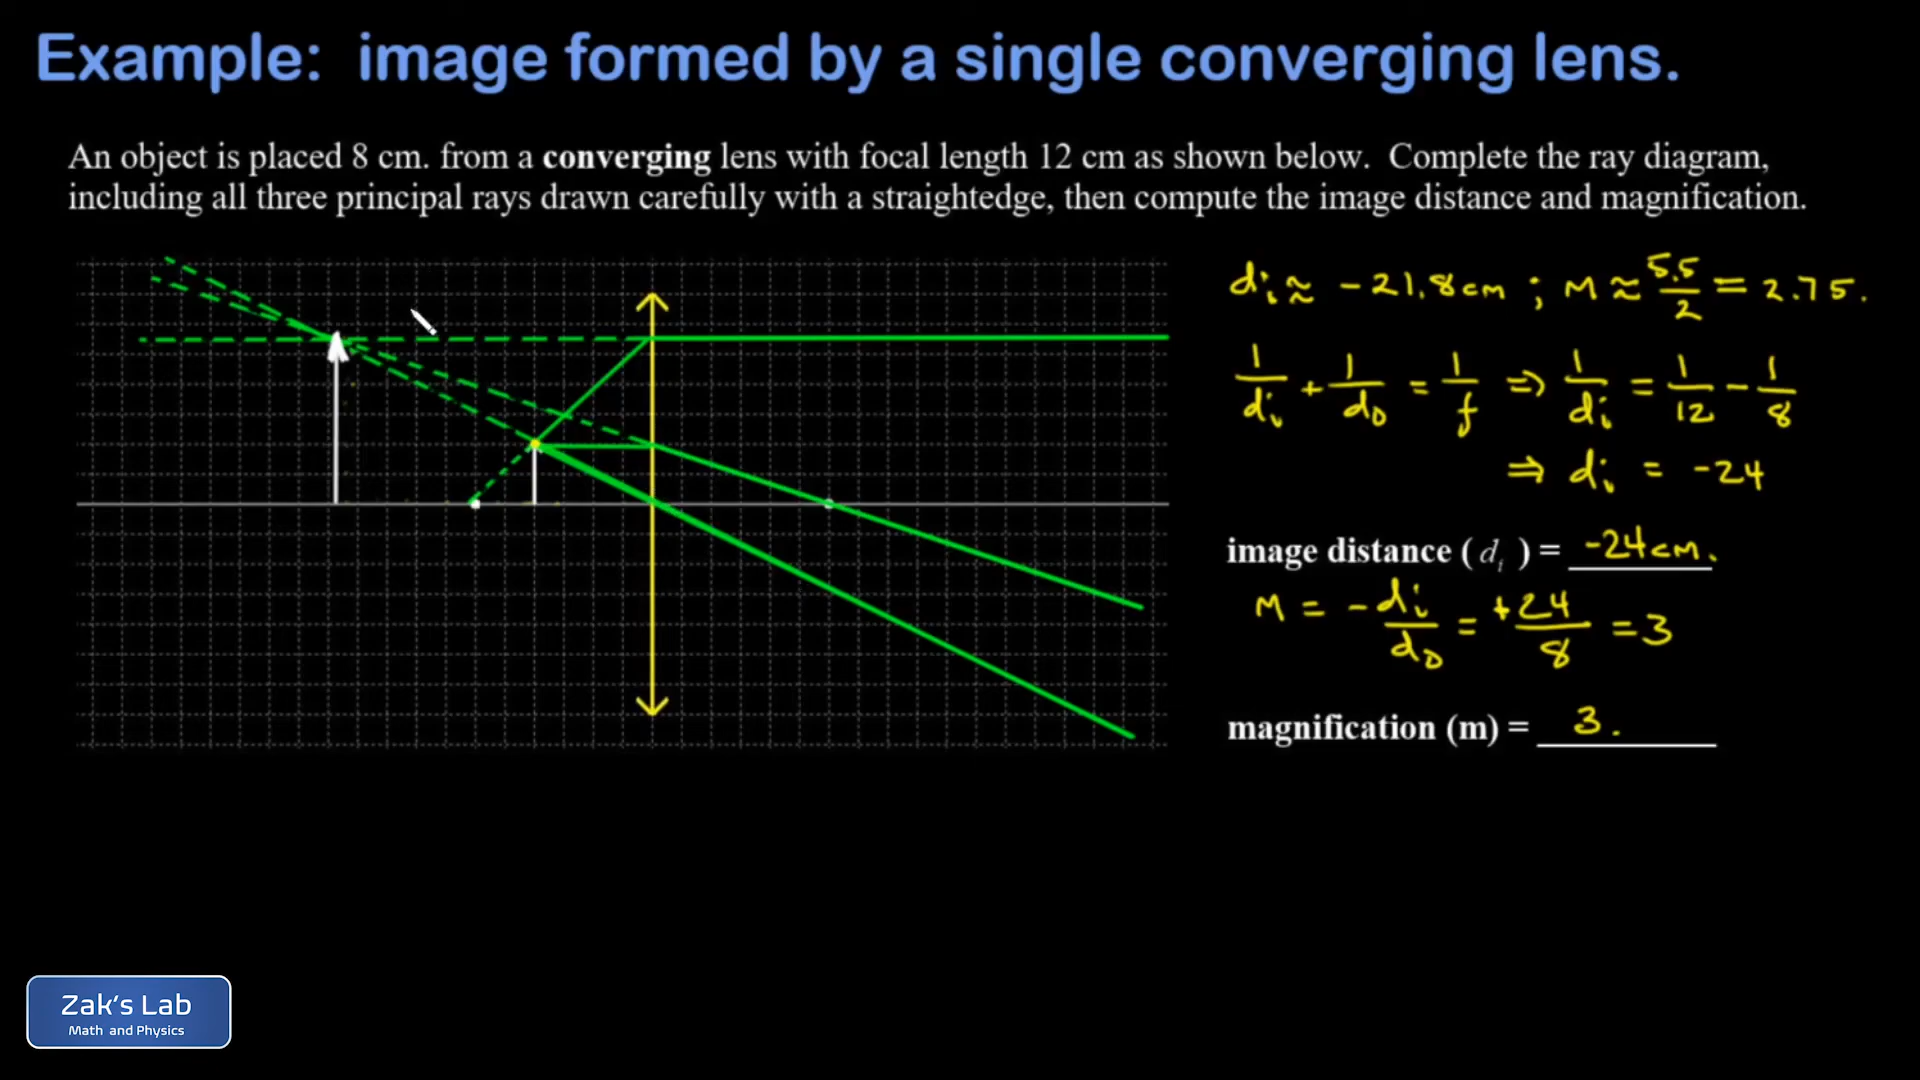 Example: image formed by a single converging lens.
An object is placed 8 cm. from a converging lens with focal length 12 cm as shown below. Complete the ray diagram,
including all three principal rays drawn carefully with a straightedge, then compute the image distance and magnification.
di ≈ -21.8cm ; M ≈ 5.5/2 = 2.75.
1/di + 1/do = 1/f ⇒ 1/di = 1/12 - 1/8
⇒ di = -24
image distance ( di ) = -24cm.
M = -di/do = +24/8 = 3
magnification (m) = 3.
Zak's Lab
Math and Physics